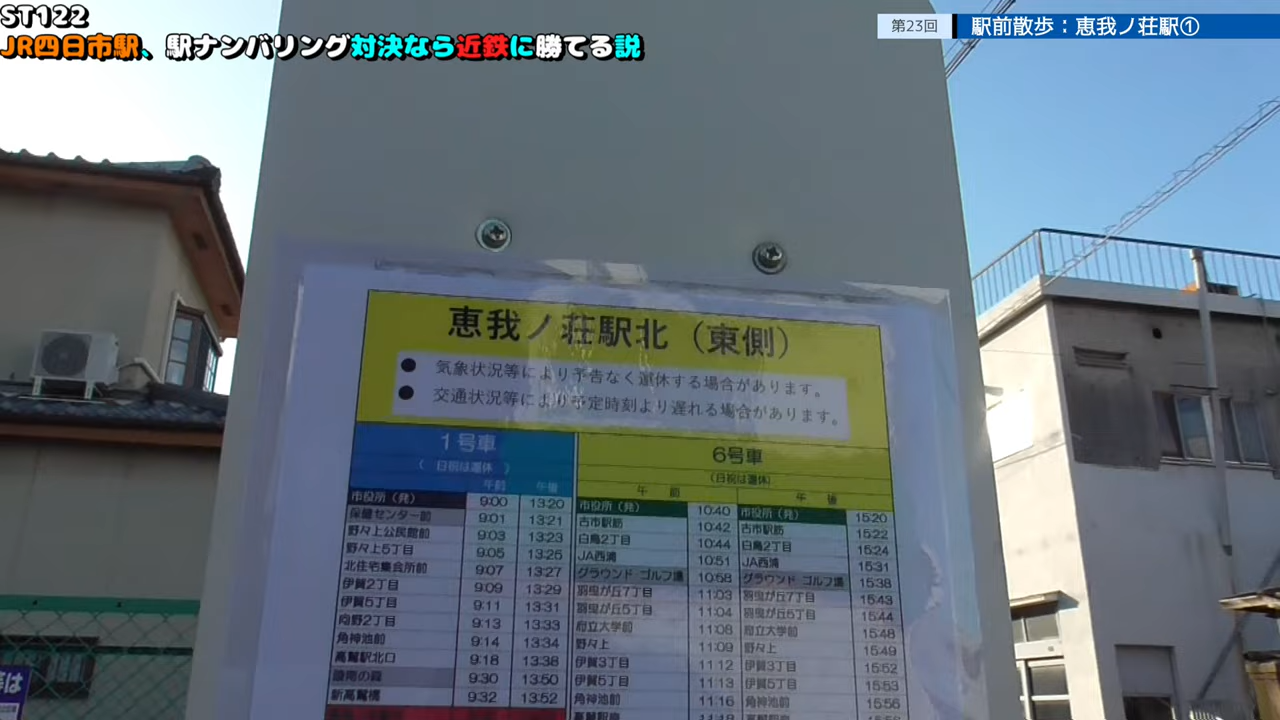 ST122
JR四日市駅、駅ナンバリング対決なら近鉄に勝てる説
第23回
駅前散歩：恵我ノ荘駅①
恵我ノ荘駅北（東側）
● 気象状況等により予告なく運休する場合があります。
● 交通状況等により予定時刻より遅れる場合があります。
1号車
（ 日祝は運休 ）
午前 午後
市役所（発） 9:00 13:20
保健センター前 9:01 13:21
野々上公民館前 9:03 13:23
野々上5丁目 9:05 13:25
北住宅集会所前 9:07 13:27
伊賀2丁目 9:09 13:29
伊賀5丁目 9:11 13:31
向野2丁目 9:13 13:33
角神池前 9:14 13:34
高鷲駅北口 9:18 13:38
陵南の森 9:30 13:50
新高鷲橋 9:32 13:52
6号車
（日祝は運休）
午 前 午 後
市役所（発） 10:40 市役所（発） 15:20
古市駅筋 10:42 古市駅筋 15:22
白鳥2丁目 10:44 白鳥2丁目 15:24
JA西浦 10:51 JA西浦 15:31
グラウンド ゴルフ場 10:58 グラウンド ゴルフ場 15:38
羽曳が丘7丁目 11:03 羽曳が丘7丁目 15:43
羽曳が丘5丁目 11:04 羽曳が丘5丁目 15:44
府立大学前 11:08 府立大学前 15:48
野々上 11:09 野々上 15:49
伊賀3丁目 11:12 伊賀3丁目 15:52
伊賀5丁目 11:13 伊賀5丁目 15:53
角神池前 11:16 角神池前 15:56